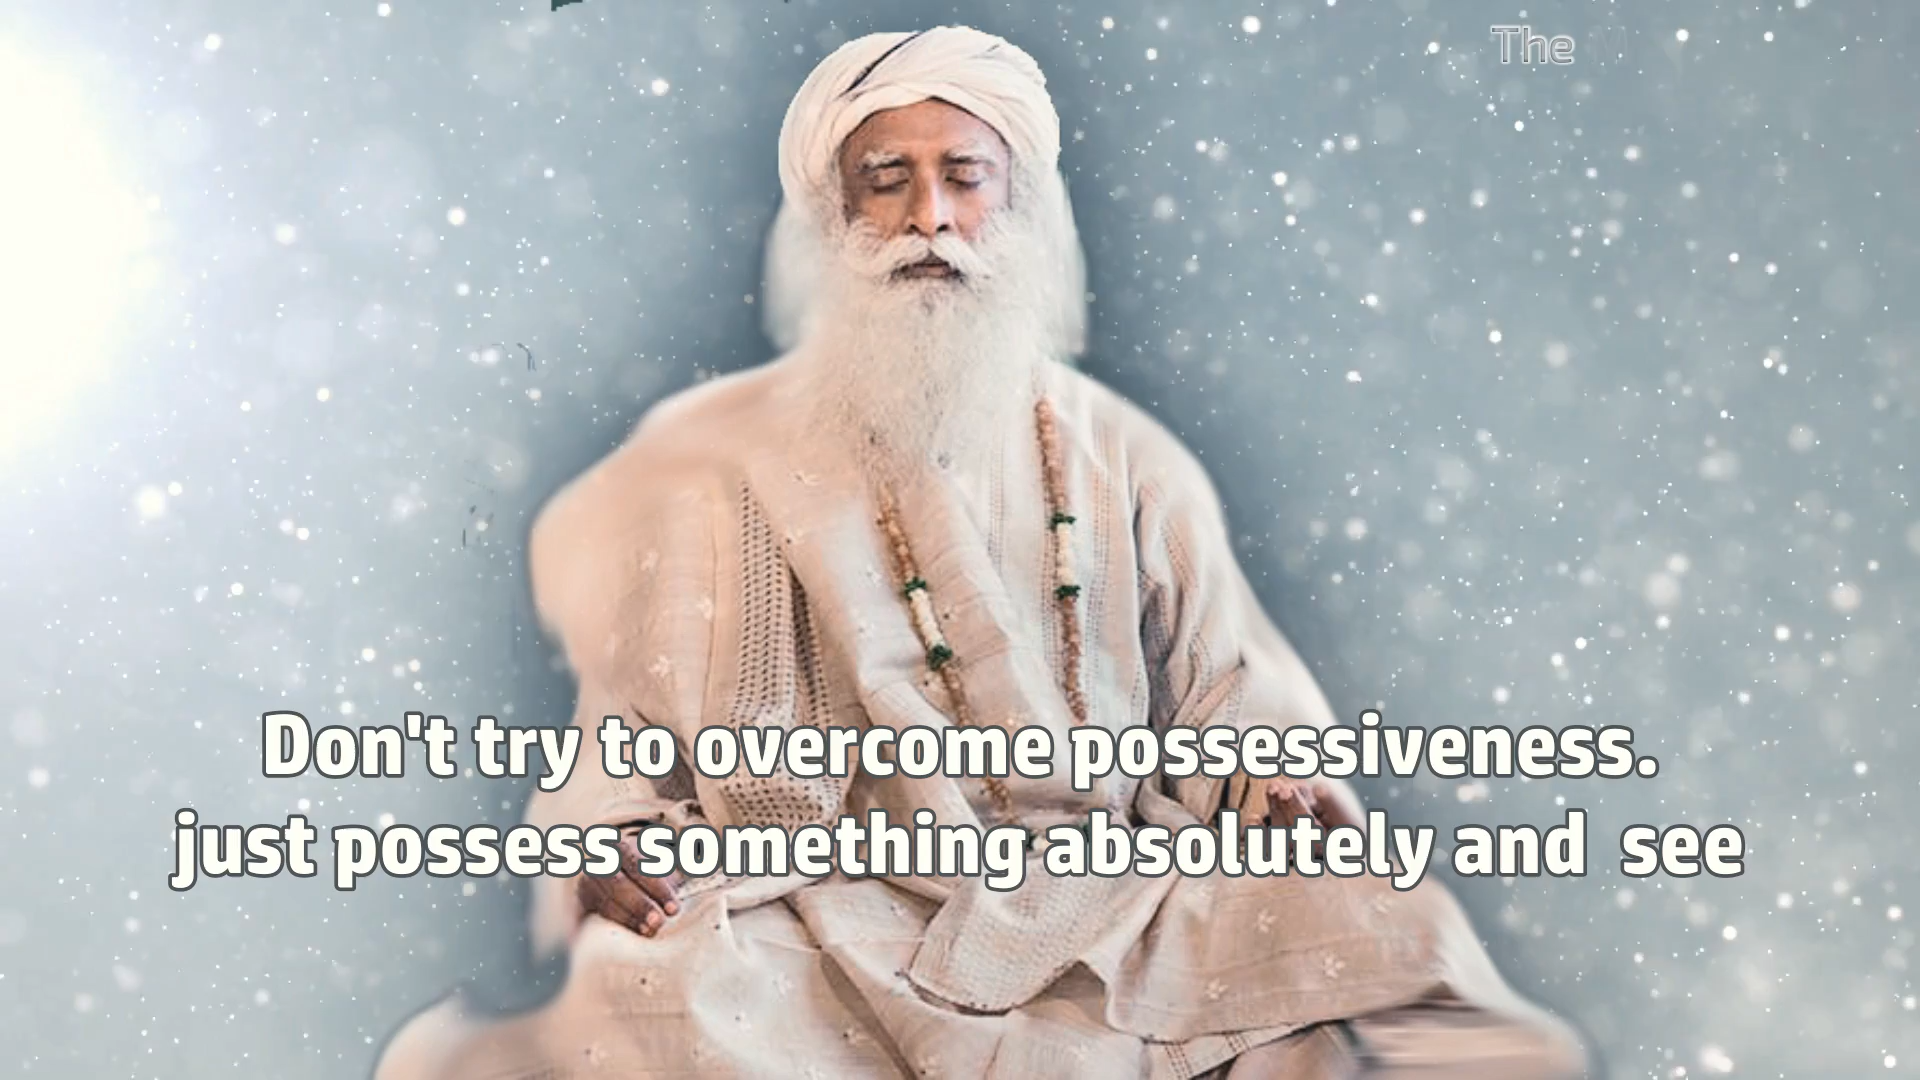 The
Don't try to overcome possessiveness.
just possess something absolutely and see